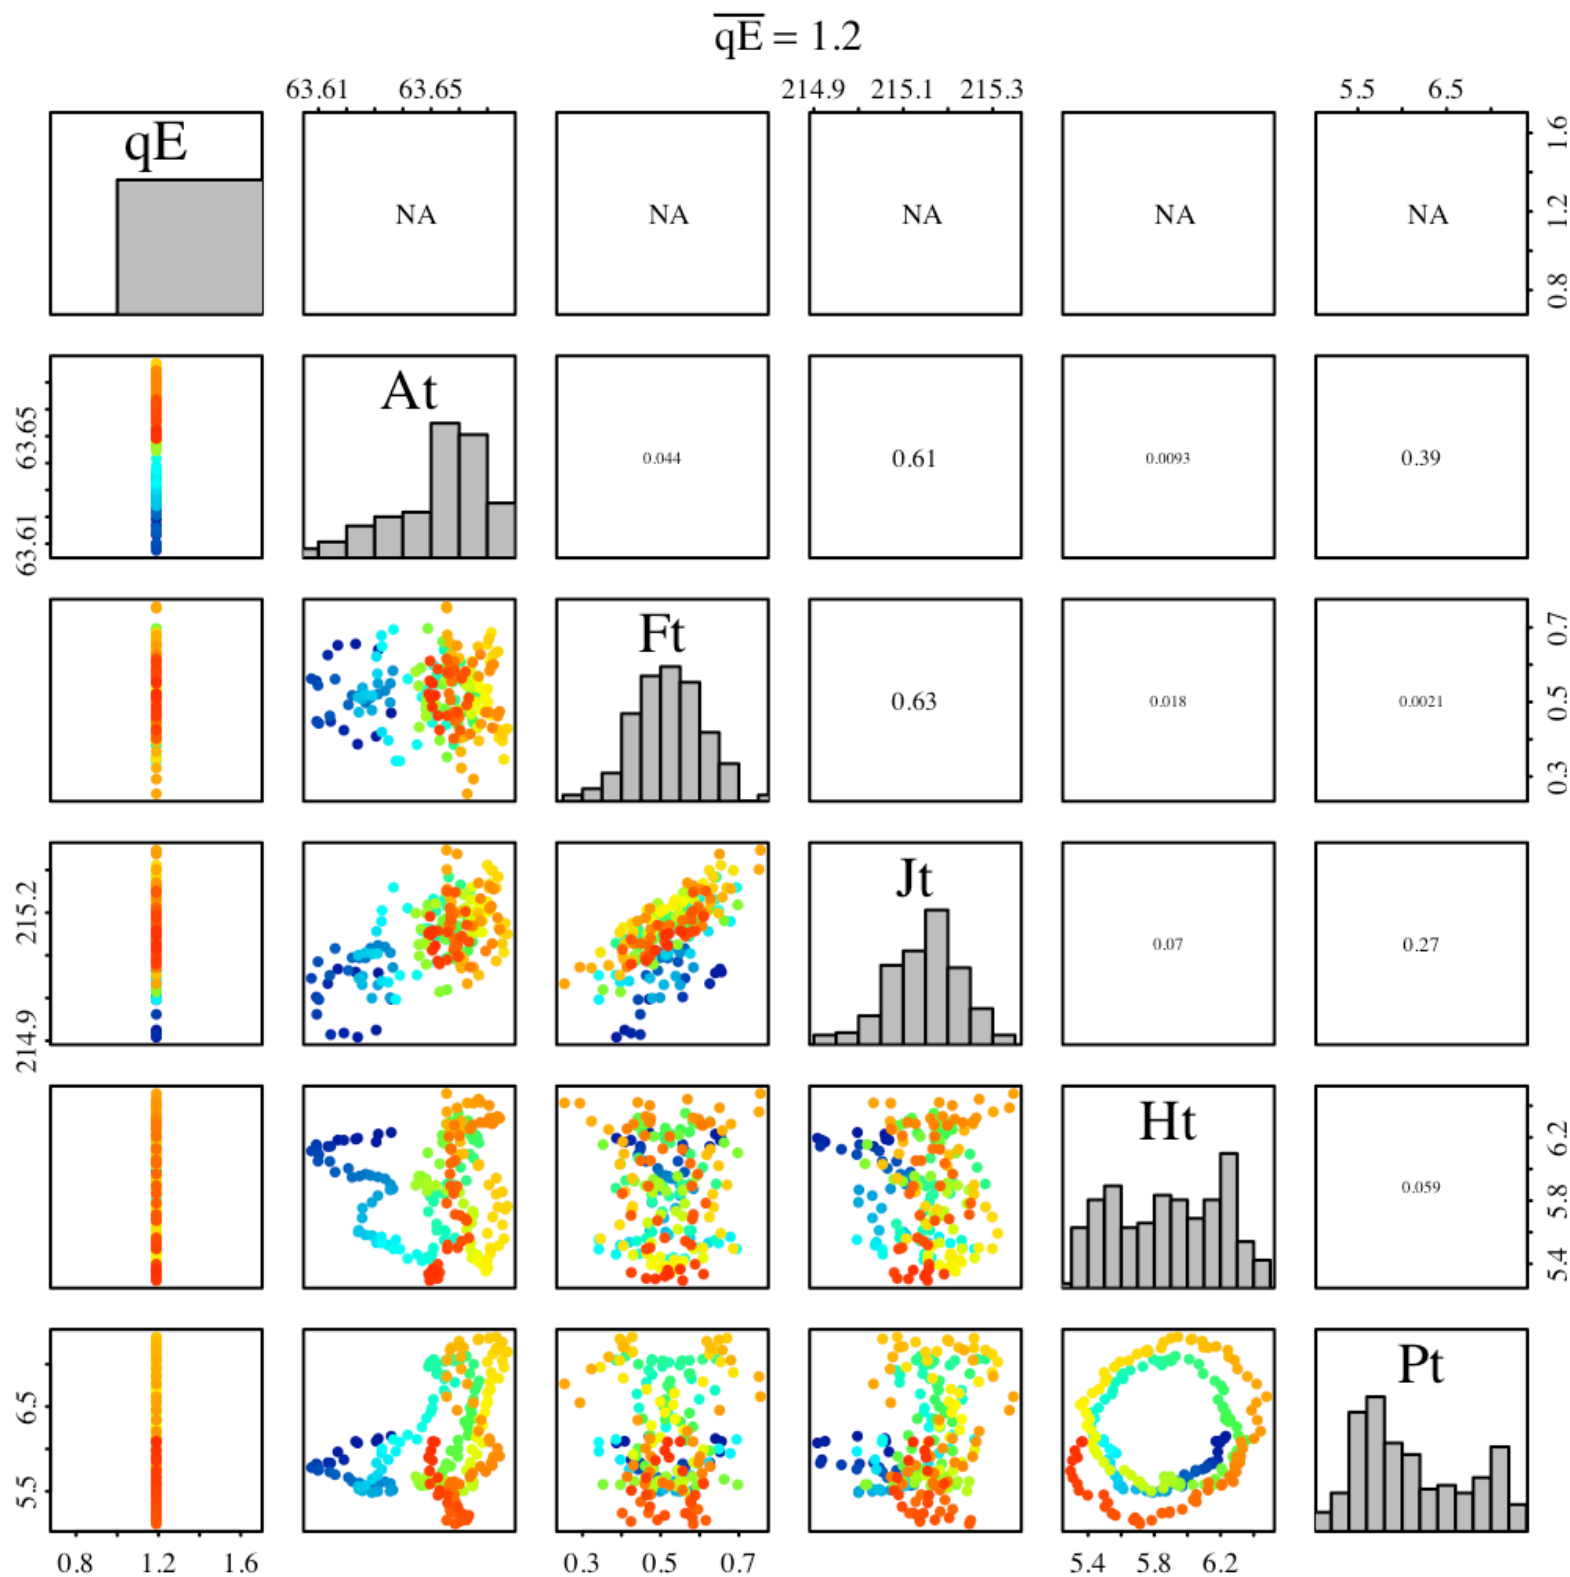 qE = 1.2
63.61 63.65 214.9 215.1 215.3 5.5 6.5
qE NA NA NA NA NA 0.8 1.2 1.6
63.61 63.65 At 0.044 0.61 0.0093 0.39
Ft 0.63 0.018 0.0021 0.3 0.5 0.7
214.9 215.2 Jt 0.07 0.27
Ht 0.059 5.4 5.8 6.2
5.5 6.5 Pt
0.8 1.2 1.6 0.3 0.5 0.7 5.4 5.8 6.2